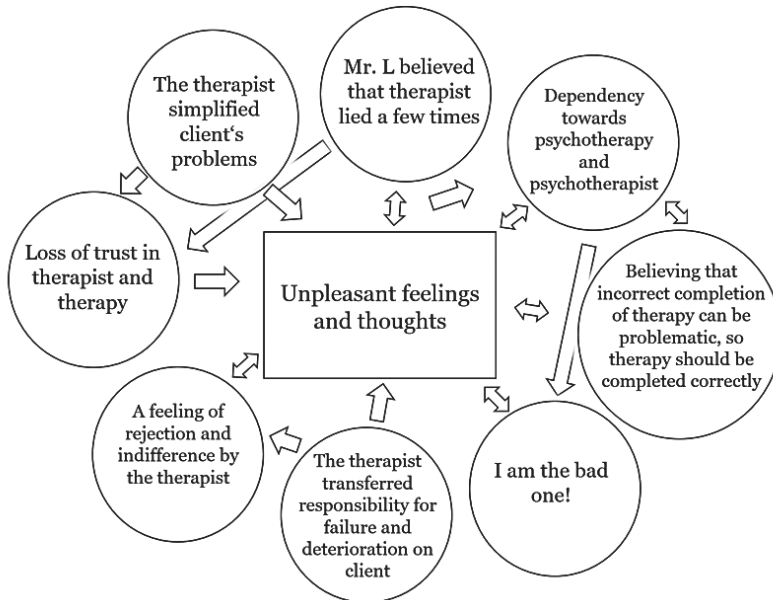 The therapist
simplified
client‘s
problems
Mr. L believed
that therapist
lied a few times
Dependency
towards
psychotherapy
and
psychotherapist
Loss of trust in
therapist and
therapy
Unpleasant feelings
and thoughts
Believing that
incorrect completion
of therapy can be
problematic, so
therapy should be
completed correctly
A feeling of
rejection and
indifference by
the therapist
The therapist
transferred
responsibility for
failure and
deterioration on
client
I am the bad
one!